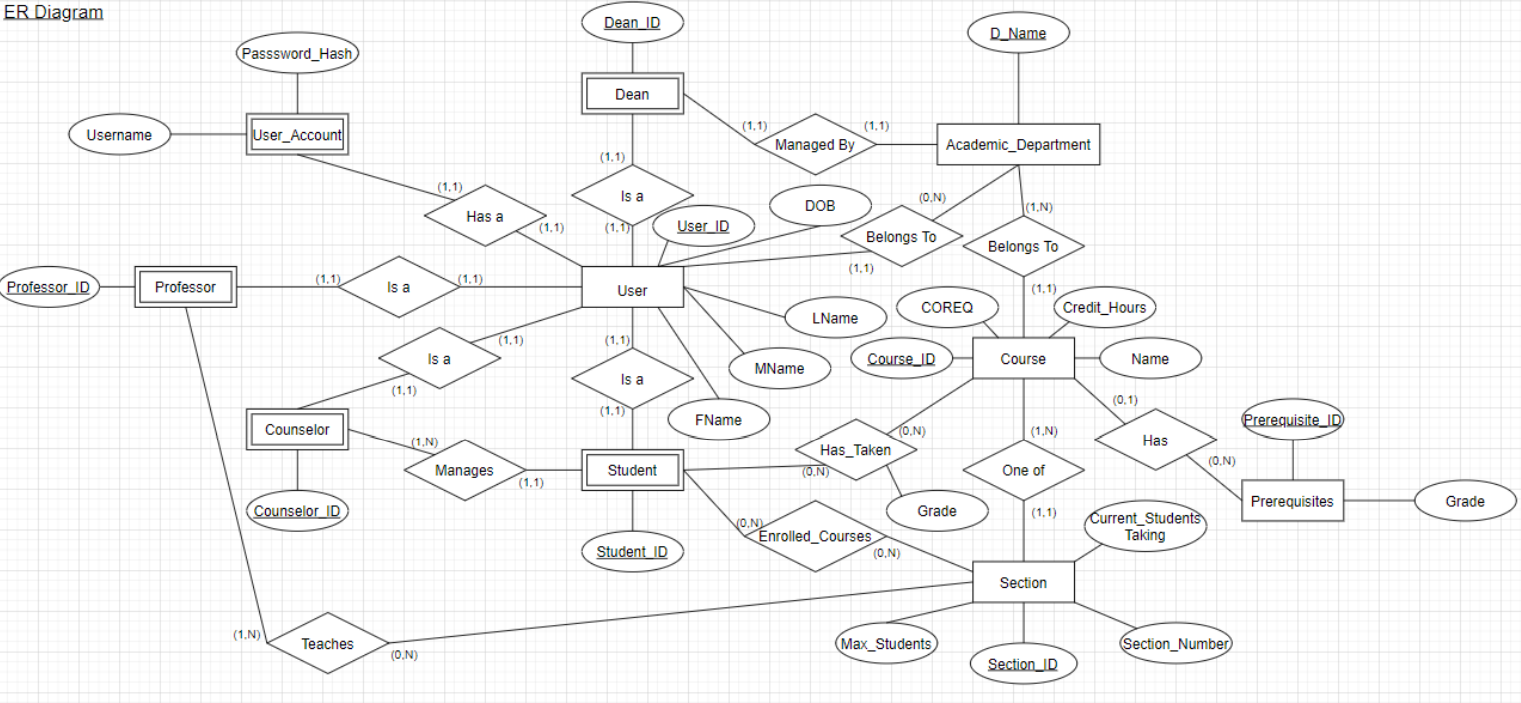 ER Diagram
Dean_ID
D_Name
Passsword_Hash
Dean
Username
User_Account
(1,1)
(1,1)
Managed By
Academic_Department
(1,1)
(1,1)
Is a
(0,N)
(1,N)
Has a
DOB
User_ID
(1,1)
(1,1)
Belongs To
Belongs To
(1,1)
Professor_ID
Professor
(1,1)
Is a
(1,1)
User
(1,1)
LName
COREQ
Credit_Hours
(1,1)
(1,1)
Is a
Course_ID
Course
Name
MName
Is a
(1,1)
(1,1)
(0,1)
FName
Prerequisite_ID
Counselor
(1,N)
(0,N)
(1,N)
Has
Has_Taken
Manages
Student
(0,N)
One of
(0,N)
(1,1)
Prerequisites
Grade
Counselor_ID
Grade
(1,1)
Current_Students
Taking
(0,N)
Enrolled_Courses
(0,N)
Student_ID
Section
(1,N)
Teaches
(0,N)
Max_Students
Section_Number
Section_ID